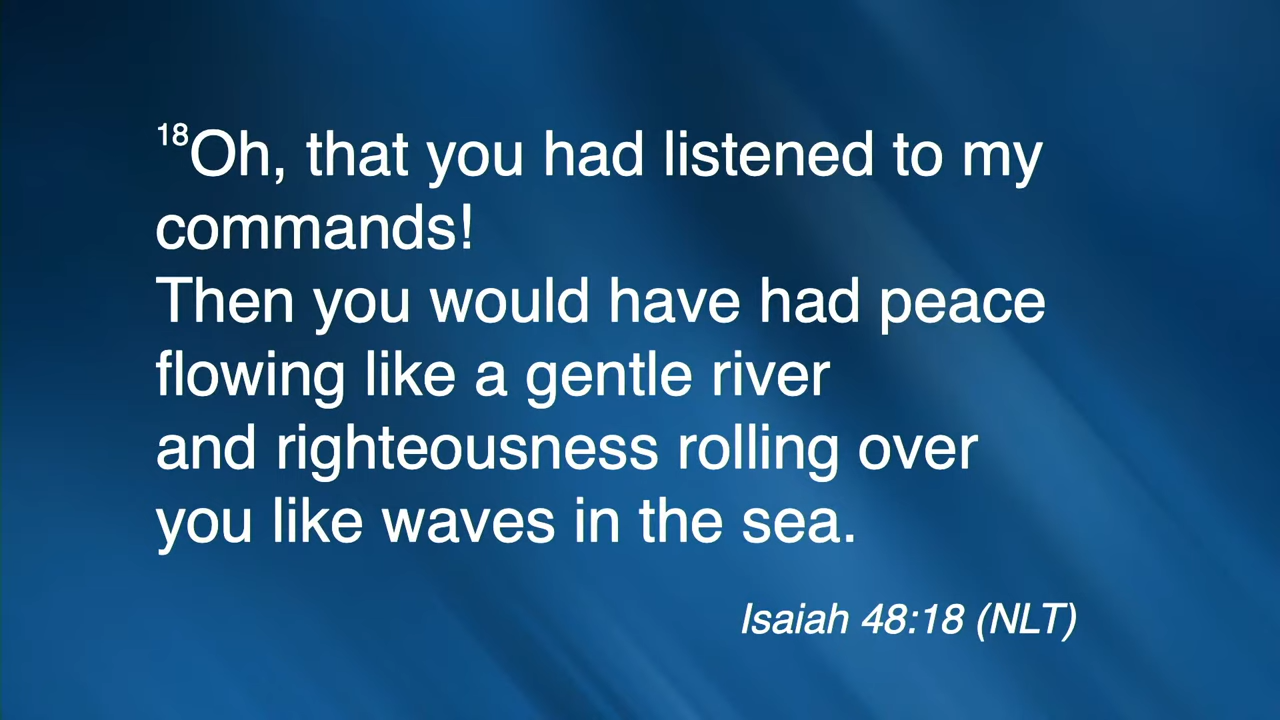 18Oh, that you had listened to my
commands!
Then you would have had peace
flowing like a gentle river
and righteousness rolling over
you like waves in the sea.
Isaiah 48:18 (NLT)